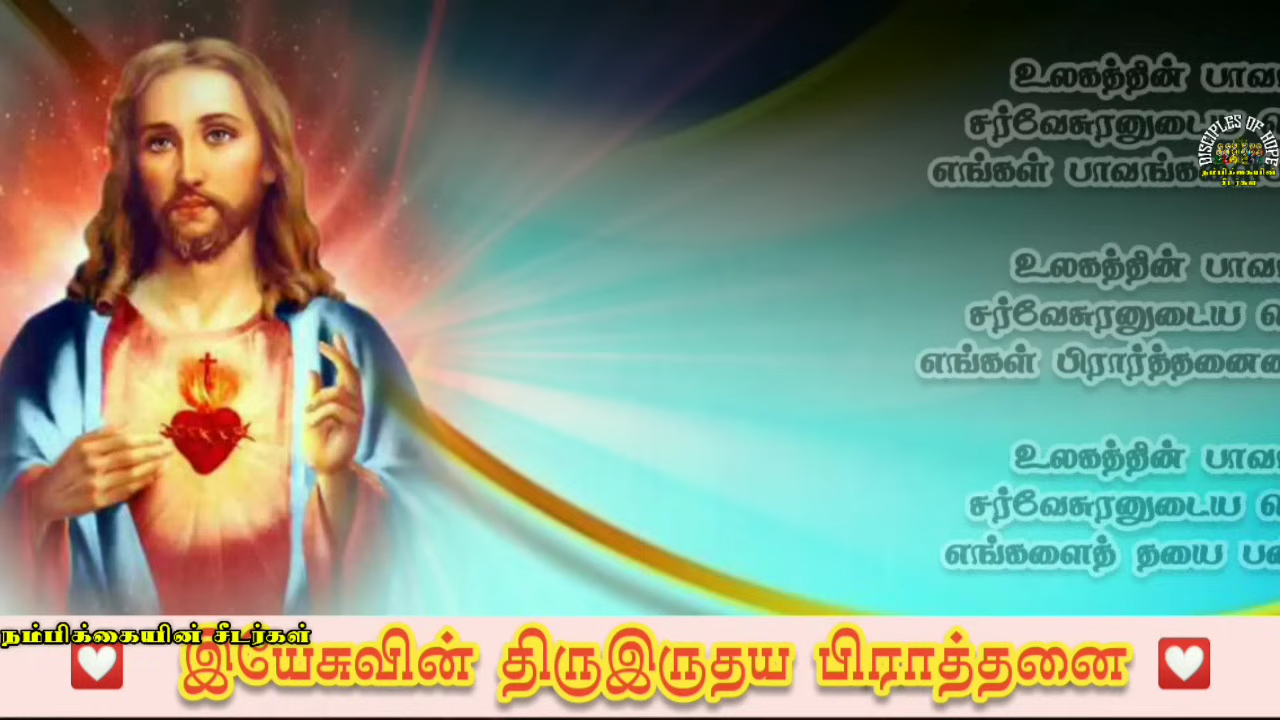 உலகத்தின் பாவ
சர்வேசுரனுடைய
எங்கள்
DISCIPLES OF HOPE
நம்பிக்கையின்
உலகத்தின் பாவ
சர்வேசுரனுடைய
எங்கள் பிரார்த்தனை
உலகத்தின் பாவ
சர்வேசுரனுடைய
எங்களைத் தயை
நம்பிக்கையின் சீடர்கள்
இயேசுவின் திருஇருதய பிராத்தனை